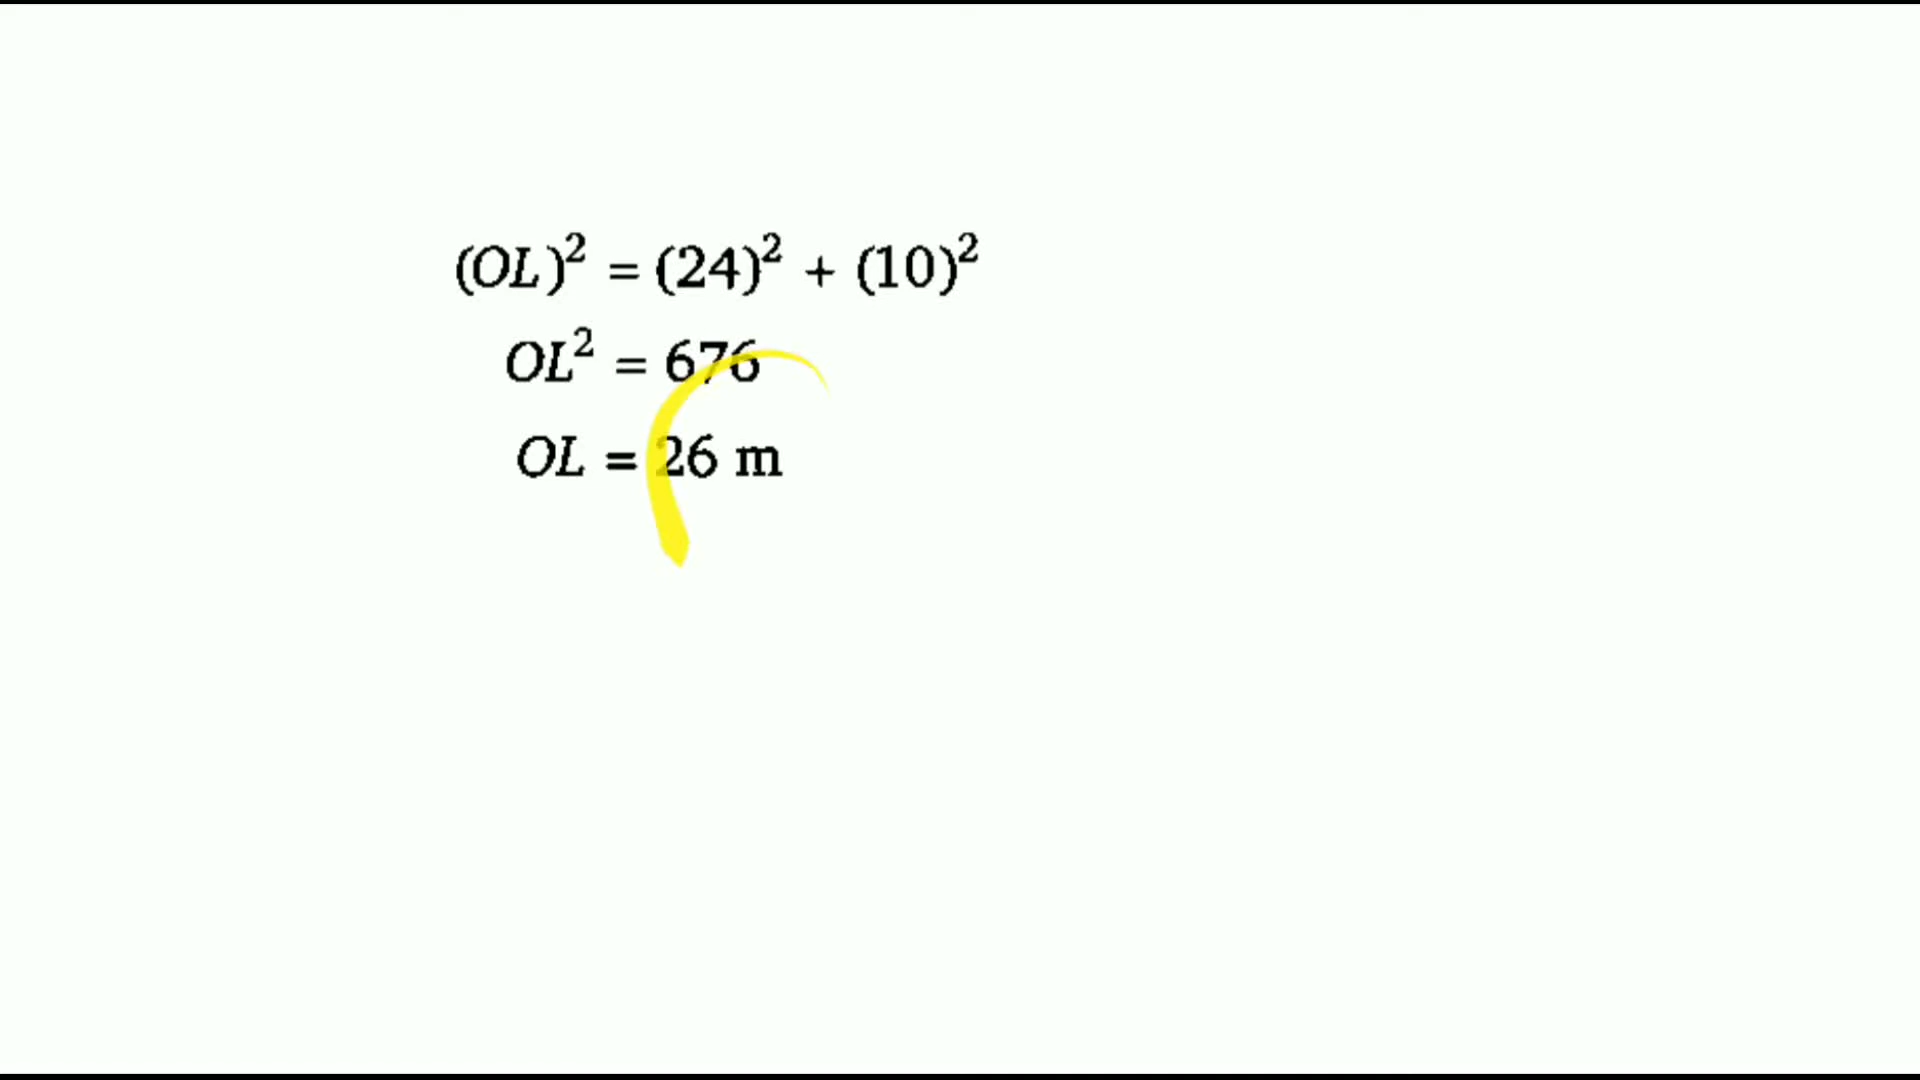 (OL)² = (24)² + (10)²
OL² = 676
OL = 26 m